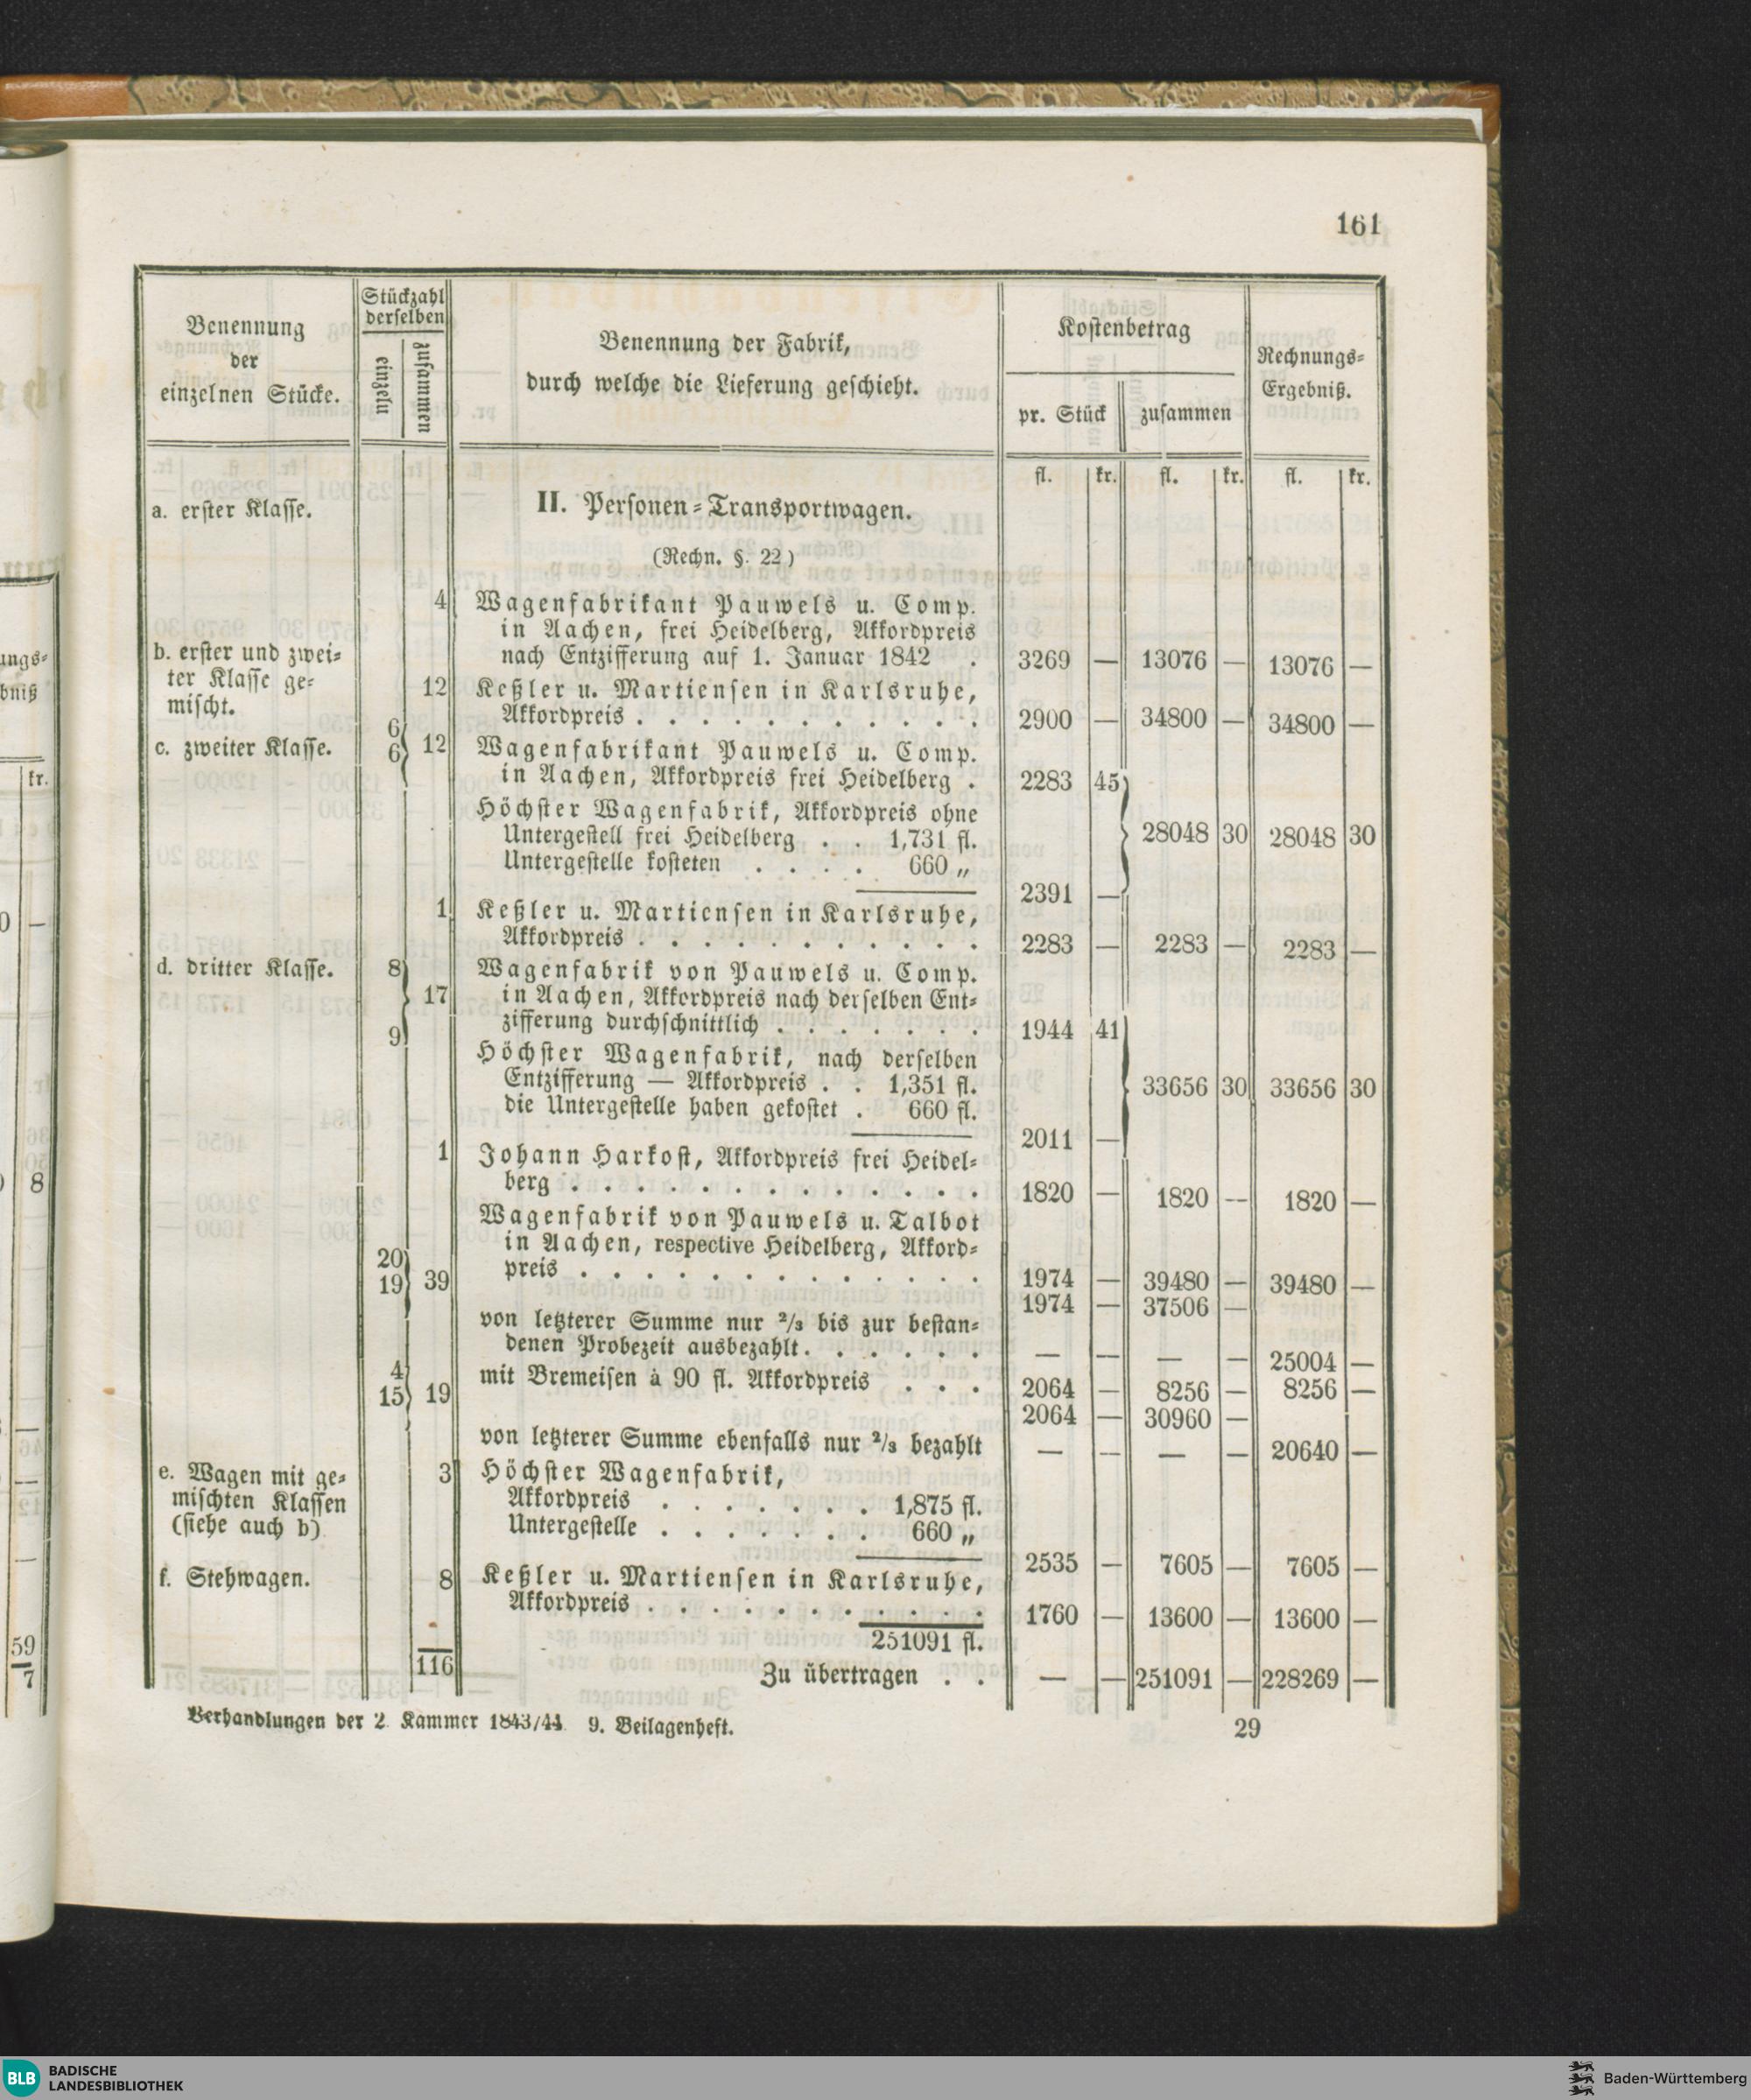 161
Benennung der einzelnen Stücke.
Stückzahl derselben
einzeln
zusammen
Benennung der Fabrik,
durch welche die Lieferung geschieht.
Kostenbetrag
pr. Stück
zusammen
Rechnungs-
Ergebniß.
fl. kr. fl. kr. fl. kr.
a. erster Klasse.
II. Personen-Transportwagen.
(Rechn. §. 22)
4 Wagenfabrikant Pauwels u. Comp.
in Aachen, frei Heidelberg, Akkordpreis
nach Entzifferung auf 1. Januar 1842 . 3269 — 13076 — 13076 —
b. erster und zwei-
ter Klasse ge-
mischt.
12 Keßler u. Martiensen in Karlsruhe,
Akkordpreis . . . . . . . . . . . 2900 — 34800 — 34800 —
c. zweiter Klasse.
6
6 12 Wagenfabrikant Pauwels u. Comp.
in Aachen, Akkordpreis frei Heidelberg . 2283 45
Höchster Wagenfabrik, Akkordpreis ohne
Untergestell frei Heidelberg . . 1,731 fl. 28048 30 28048 30
Untergestelle kosteten . . . . 660 „
2391 —
1 Keßler u. Martiensen in Karlsruhe,
Akkordpreis . . . . . . . . . . . 2283 — 2283 — 2283 —
d. dritter Klasse. 8 Wagenfabrik von Pauwels u. Comp.
17 in Aachen, Akkordpreis nach derselben Ent-
9 zifferung durchschnittlich . . . . . . . 1944 41
Höchster Wagenfabrik, nach derselben
Entzifferung — Akkordpreis . . 1,351 fl. 33656 30 33656 30
die Untergestelle haben gekostet . 660 fl.
2011 —
1 Johann Harkost, Akkordpreis frei Heidel-
berg . . . . . . . . . . . . . 1820 — 1820 -- 1820 —
Wagenfabrik von Pauwels u. Talbot
20 in Aachen, respective Heidelberg, Akkord-
19 39 preis . . . . . . . . . . . . . 1974 — 39480 — 39480 —
1974 — 37506 —
von letzterer Summe nur 2/3 bis zur bestan-
denen Probezeit ausbezahlt. . . . . . — -- — — 25004 —
4 mit Bremeisen à 90 fl. Akkordpreis . . . 2064 — 8256 — 8256 —
15 19 2064 — 30960 —
von letzterer Summe ebenfalls nur 2/3 bezahlt — -- — — 20640 —
e. Wagen mit ge-
mischten Klassen
(siehe auch b)
3 Höchster Wagenfabrik,
Akkordpreis . . . . . . . 1,875 fl.
Untergestelle . . . . . . . 660 „
2535 — 7605 — 7605 —
f. Stehwagen. 8 Keßler u. Martiensen in Karlsruhe,
Akkordpreis . . . . . . . . . . . 1760 — 13600 — 13600 —
251091 fl.
116 Zu übertragen . . — — 251091 — 228269 —
Verhandlungen der 2. Kammer 1843/44. 9. Beilagenheft. 29
ungs-
bniß
kr.
0 —
8
59
7
BLB BADISCHE
LANDESBIBLIOTHEK
Baden-Württemberg